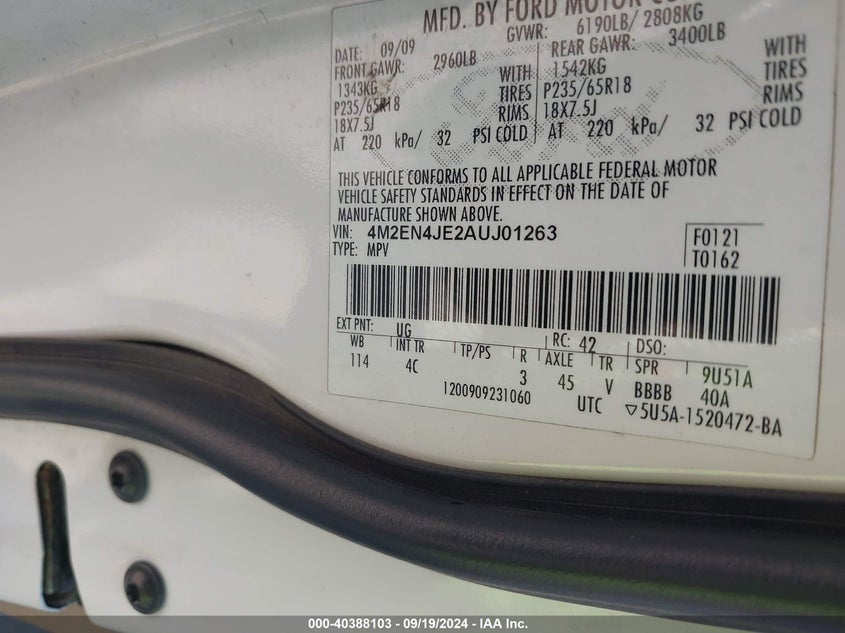 MFD. BY FORD MOTOR CO
GVWR: 6190LB/ 2808KG
DATE: 09/09
FRONT GAWR: 2960LB
1343KG WITH
P235/65R18 TIRES
18X7.5J RIMS
AT 220 kPa/ 32 PSI COLD
REAR GAWR: 3400LB
1542KG WITH
P235/65R18 TIRES
18X7.5J RIMS
AT 220 kPa/ 32 PSI COLD
THIS VEHICLE CONFORMS TO ALL APPLICABLE FEDERAL MOTOR
VEHICLE SAFETY STANDARDS IN EFFECT ON THE DATE OF
MANUFACTURE SHOWN ABOVE.
VIN: 4M2EN4JE2AUJ01263
TYPE: MPV
F0121
T0162
EXT PNT: UG RC: 42 DSO:
WB INT TR TP/PS R AXLE TR SPR 9U51A
114 4C 3 45 V BBBB 40A
1200909231060 UTC ▽5U5A-1520472-BA
000-40388103 - 09/19/2024 - IAA Inc.